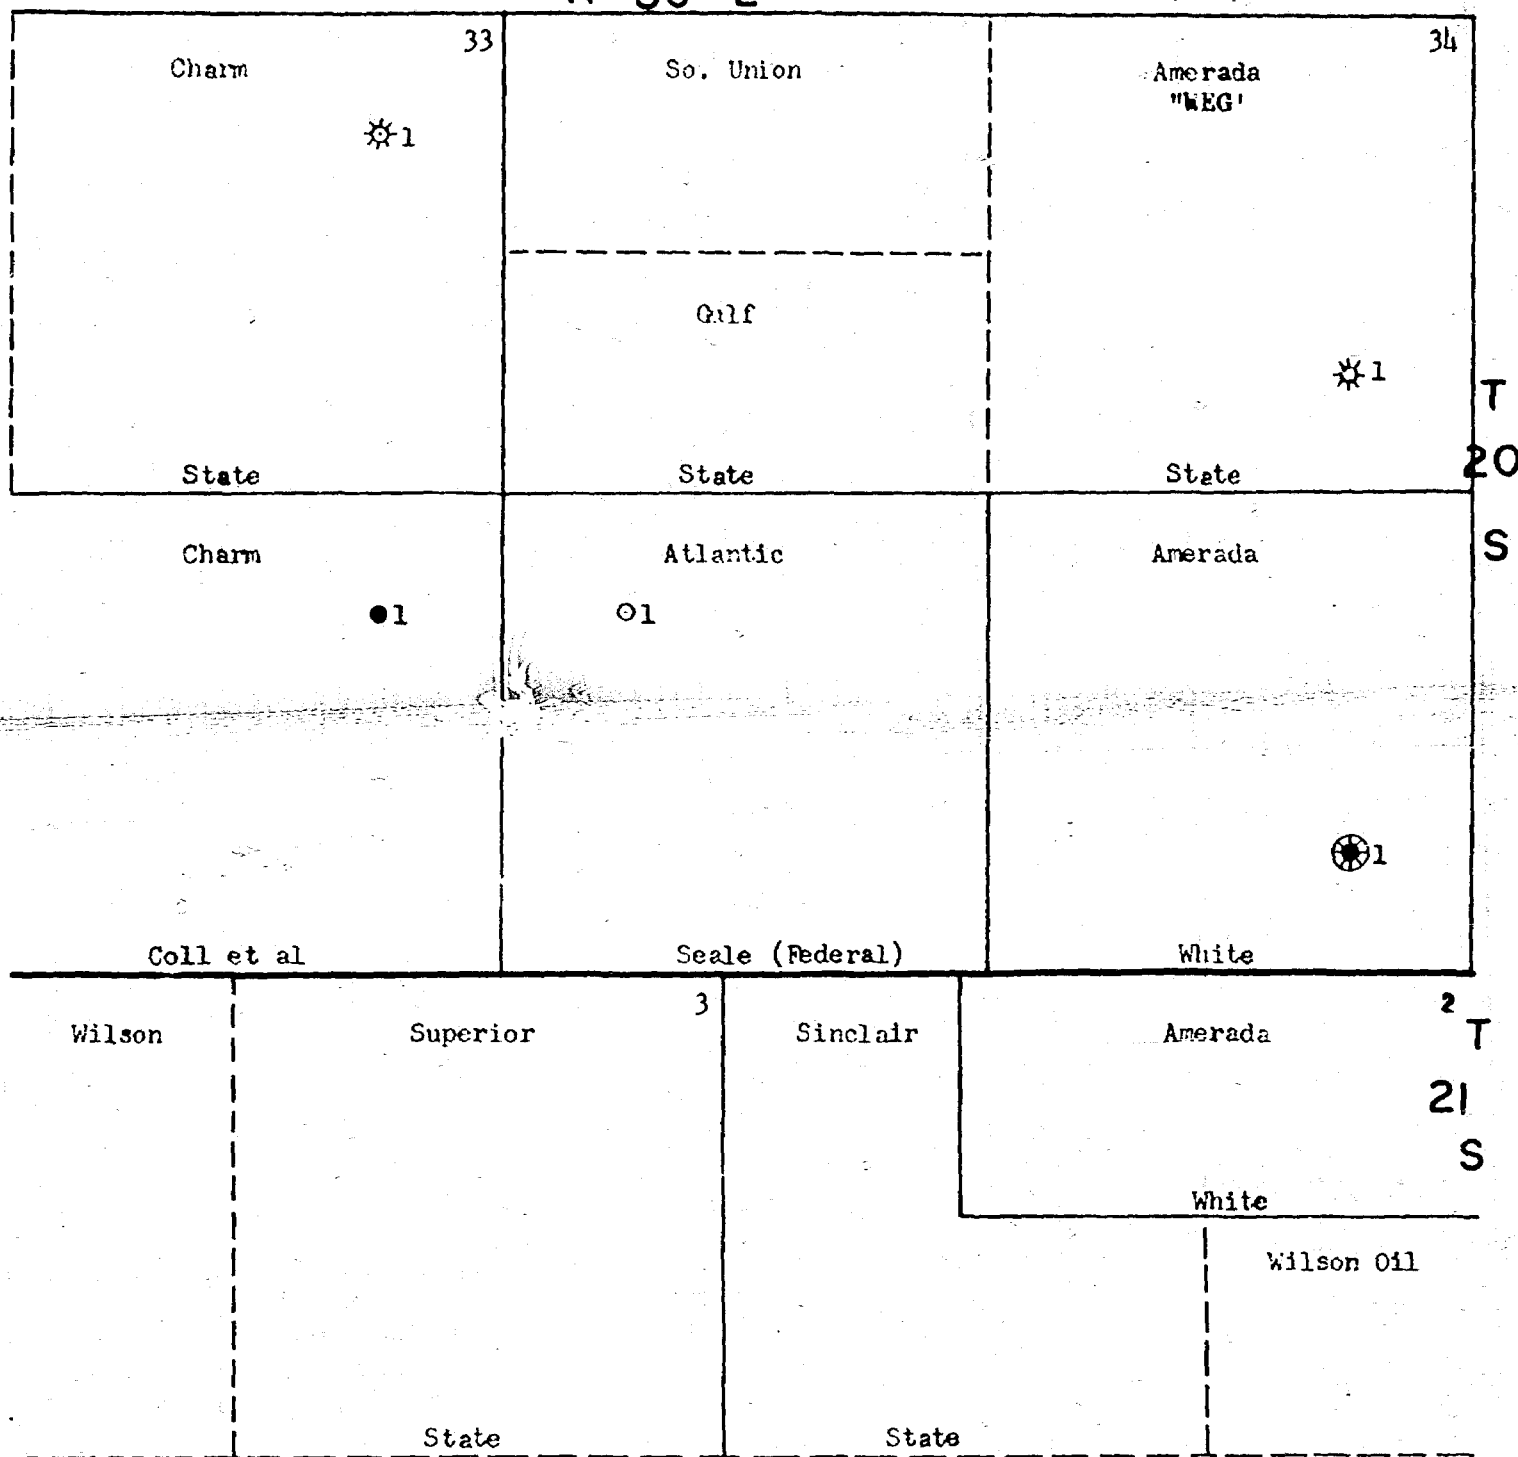 33
34
Charm
So. Union
Amerada
"WEG'
1
Gulf
1
T
20
S
State
State
State
Charm
Atlantic
Amerada
1
1
1
Coll et al
Seale (Federal)
White
3
2
Wilson
Superior
Sinclair
Amerada
T
21
S
White
Wilson Oil
State
State